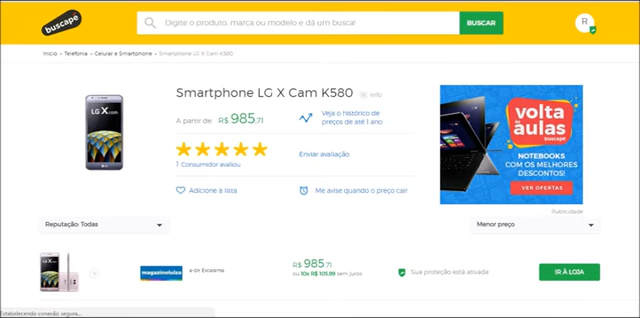 buscape
Digite o produto, marca ou modelo e dá um busca!
BUSCAR
R
Início > Telefonia > Celular e Smartphone > Smartphone LG X Cam K580
Smartphone LG X Cam K580
info
LG Xcam
A partir de R$ 985,71
Veja o histórico de
preços de até 1 ano
1 Consumidor avaliou
Enviar avaliação
Adicione à lista
Me avise quando o preço cair
volta
às
aulas
buscapé
NOTEBOOKS
COM OS MELHORES
DESCONTOS!
VER OFERTAS
Publicidade
Reputação: Todas
Menor preço
magazineluiza
e-bit Excelente
R$ 985,71
ou 10x R$ 105,99 sem juros
Sua proteção está ativada
IR À LOJA
Estabelecendo conexão segura...